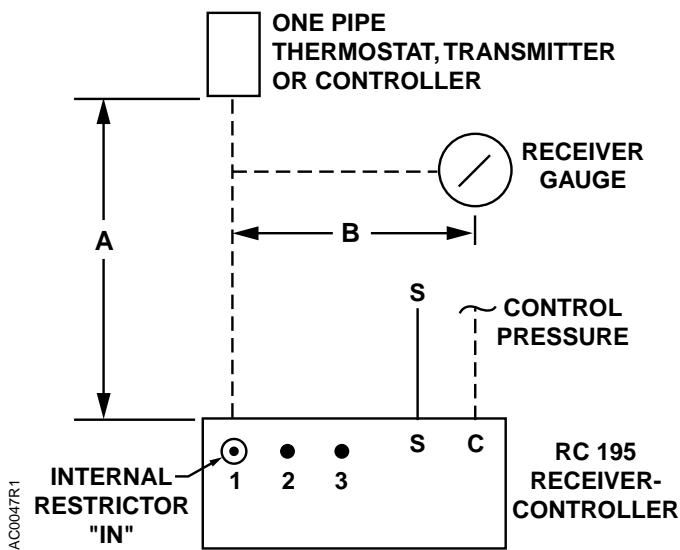 ONE PIPE
THERMOSTAT, TRANSMITTER
OR CONTROLLER
RECEIVER
GAUGE
A
B
S
CONTROL
PRESSURE
S
C
1
2
3
INTERNAL
RESTRICTOR
"IN"
RC 195
RECEIVER-
CONTROLLER
AC0047R1